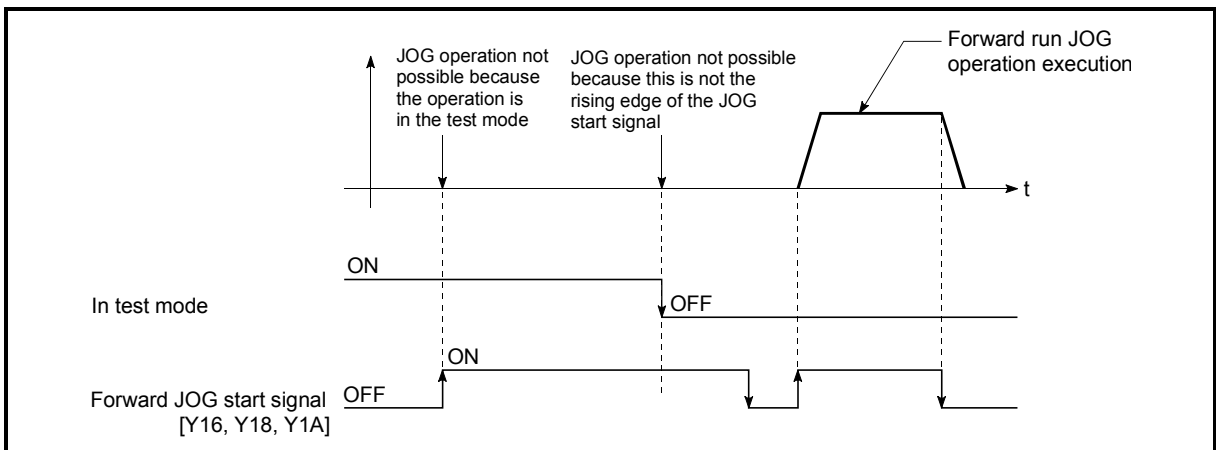 JOG operation not
possible because
the operation is
in the test mode
JOG operation not possible
because this is not the
rising edge of the JOG
start signal
Forward run JOG
operation execution
t
ON
In test mode
OFF
ON
Forward JOG start signal
[Y16, Y18, Y1A]
OFF